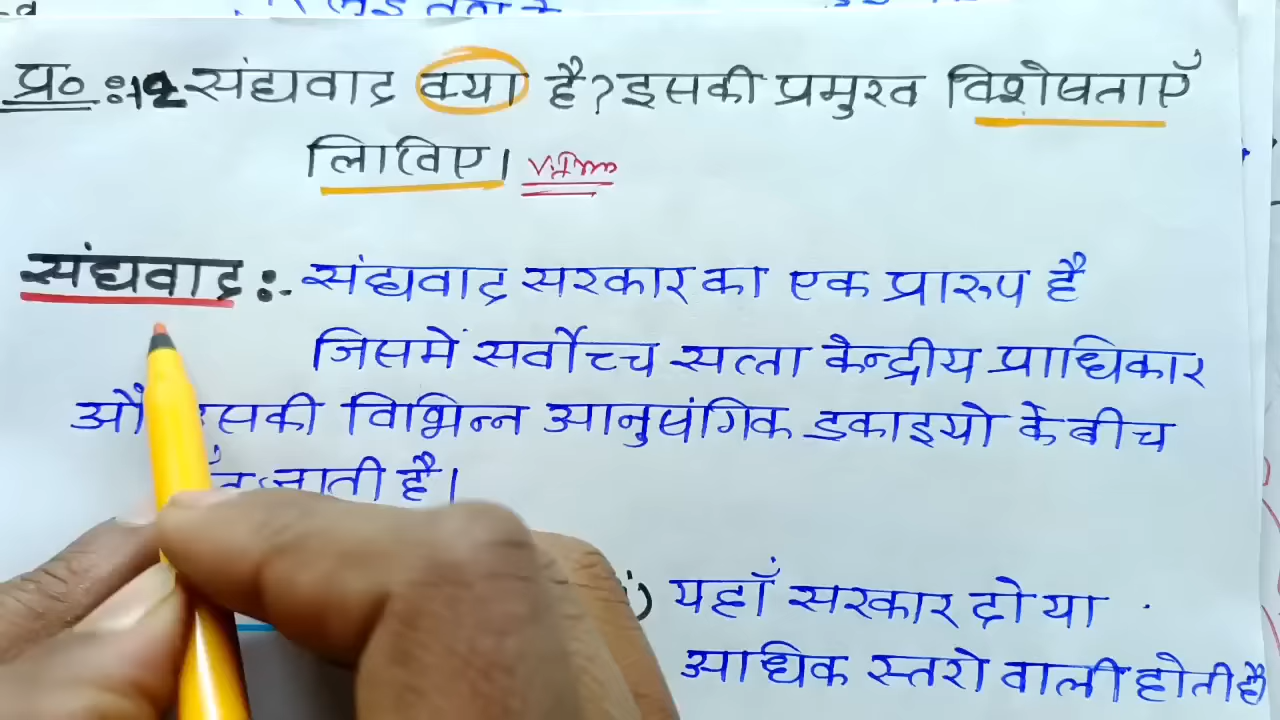 प्र० :-12 संघवाद क्या है? इसकी प्रमुख विशेषताएँ
लिखिए। V.Imp
संघवाद :- संघवाद सरकार का एक प्रारुप है
जिसमें सर्वोच्च सत्ता केन्द्रीय प्राधिकार
विभिन्न आनुषंगिक इकाइयो के बीच
जाती है।
यहाँ सरकार दो या
अधिक स्तरो वाली होती है